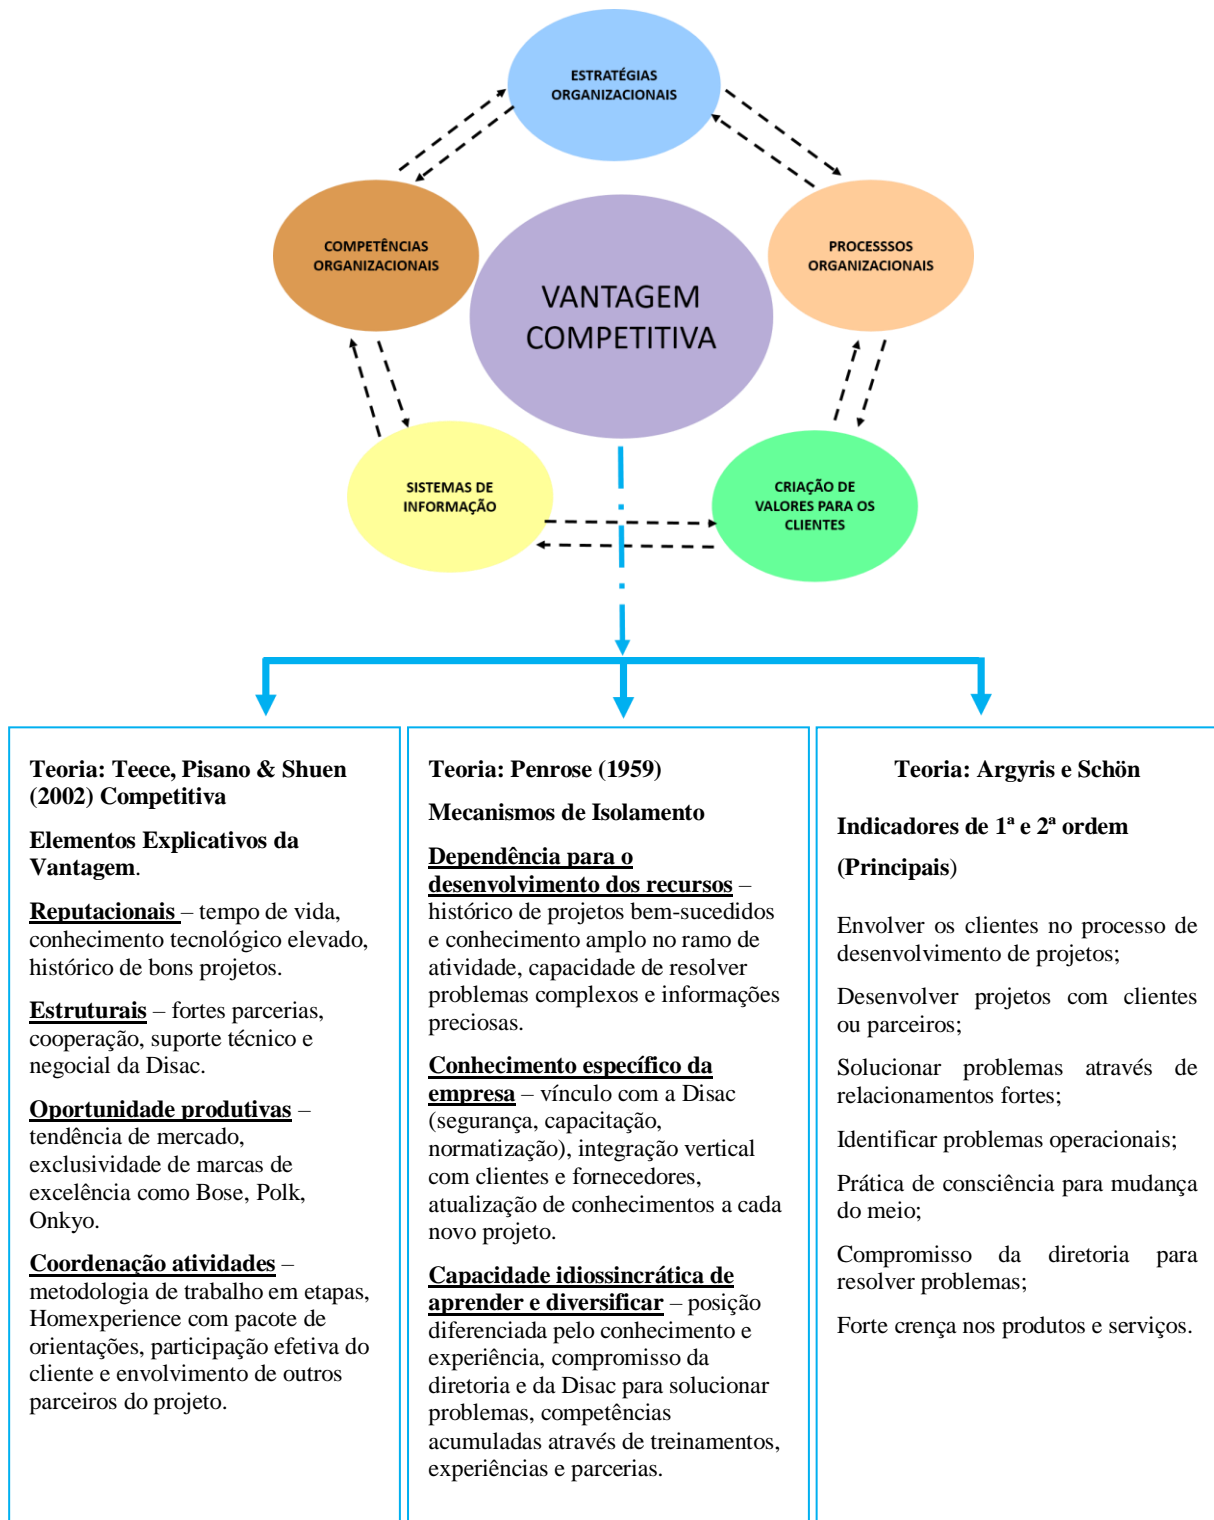 ESTRATÉGIAS
ORGANIZACIONAIS
COMPETÊNCIAS
ORGANIZACIONAIS
PROCESSSOS
ORGANIZACIONAIS
VANTAGEM
COMPETITIVA
SISTEMAS DE
INFORMAÇÃO
CRIAÇÃO DE
VALORES PARA OS
CLIENTES
Teoria: Teece, Pisano & Shuen
(2002) Competitiva
Elementos Explicativos da
Vantagem.
Reputacionais – tempo de vida,
conhecimento tecnológico elevado,
histórico de bons projetos.
Estruturais – fortes parcerias,
cooperação, suporte técnico e
negocial da Disac.
Oportunidade produtivas –
tendência de mercado,
exclusividade de marcas de
excelência como Bose, Polk,
Onkyo.
Coordenação atividades –
metodologia de trabalho em etapas,
Homexperience com pacote de
orientações, participação efetiva do
cliente e envolvimento de outros
parceiros do projeto.
Teoria: Penrose (1959)
Mecanismos de Isolamento
Dependência para o
desenvolvimento dos recursos –
histórico de projetos bem-sucedidos
e conhecimento amplo no ramo de
atividade, capacidade de resolver
problemas complexos e informações
preciosas.
Conhecimento específico da
empresa – vínculo com a Disac
(segurança, capacitação,
normatização), integração vertical
com clientes e fornecedores,
atualização de conhecimentos a cada
novo projeto.
Capacidade idiossincrática de
aprender e diversificar – posição
diferenciada pelo conhecimento e
experiência, compromisso da
diretoria e da Disac para solucionar
problemas, competências
acumuladas através de treinamentos,
experiências e parcerias.
Teoria: Argyris e Schön
Indicadores de 1ª e 2ª ordem
(Principais)
Envolver os clientes no processo de
desenvolvimento de projetos;
Desenvolver projetos com clientes
ou parceiros;
Solucionar problemas através de
relacionamentos fortes;
Identificar problemas operacionais;
Prática de consciência para mudança
do meio;
Compromisso da diretoria para
resolver problemas;
Forte crença nos produtos e serviços.